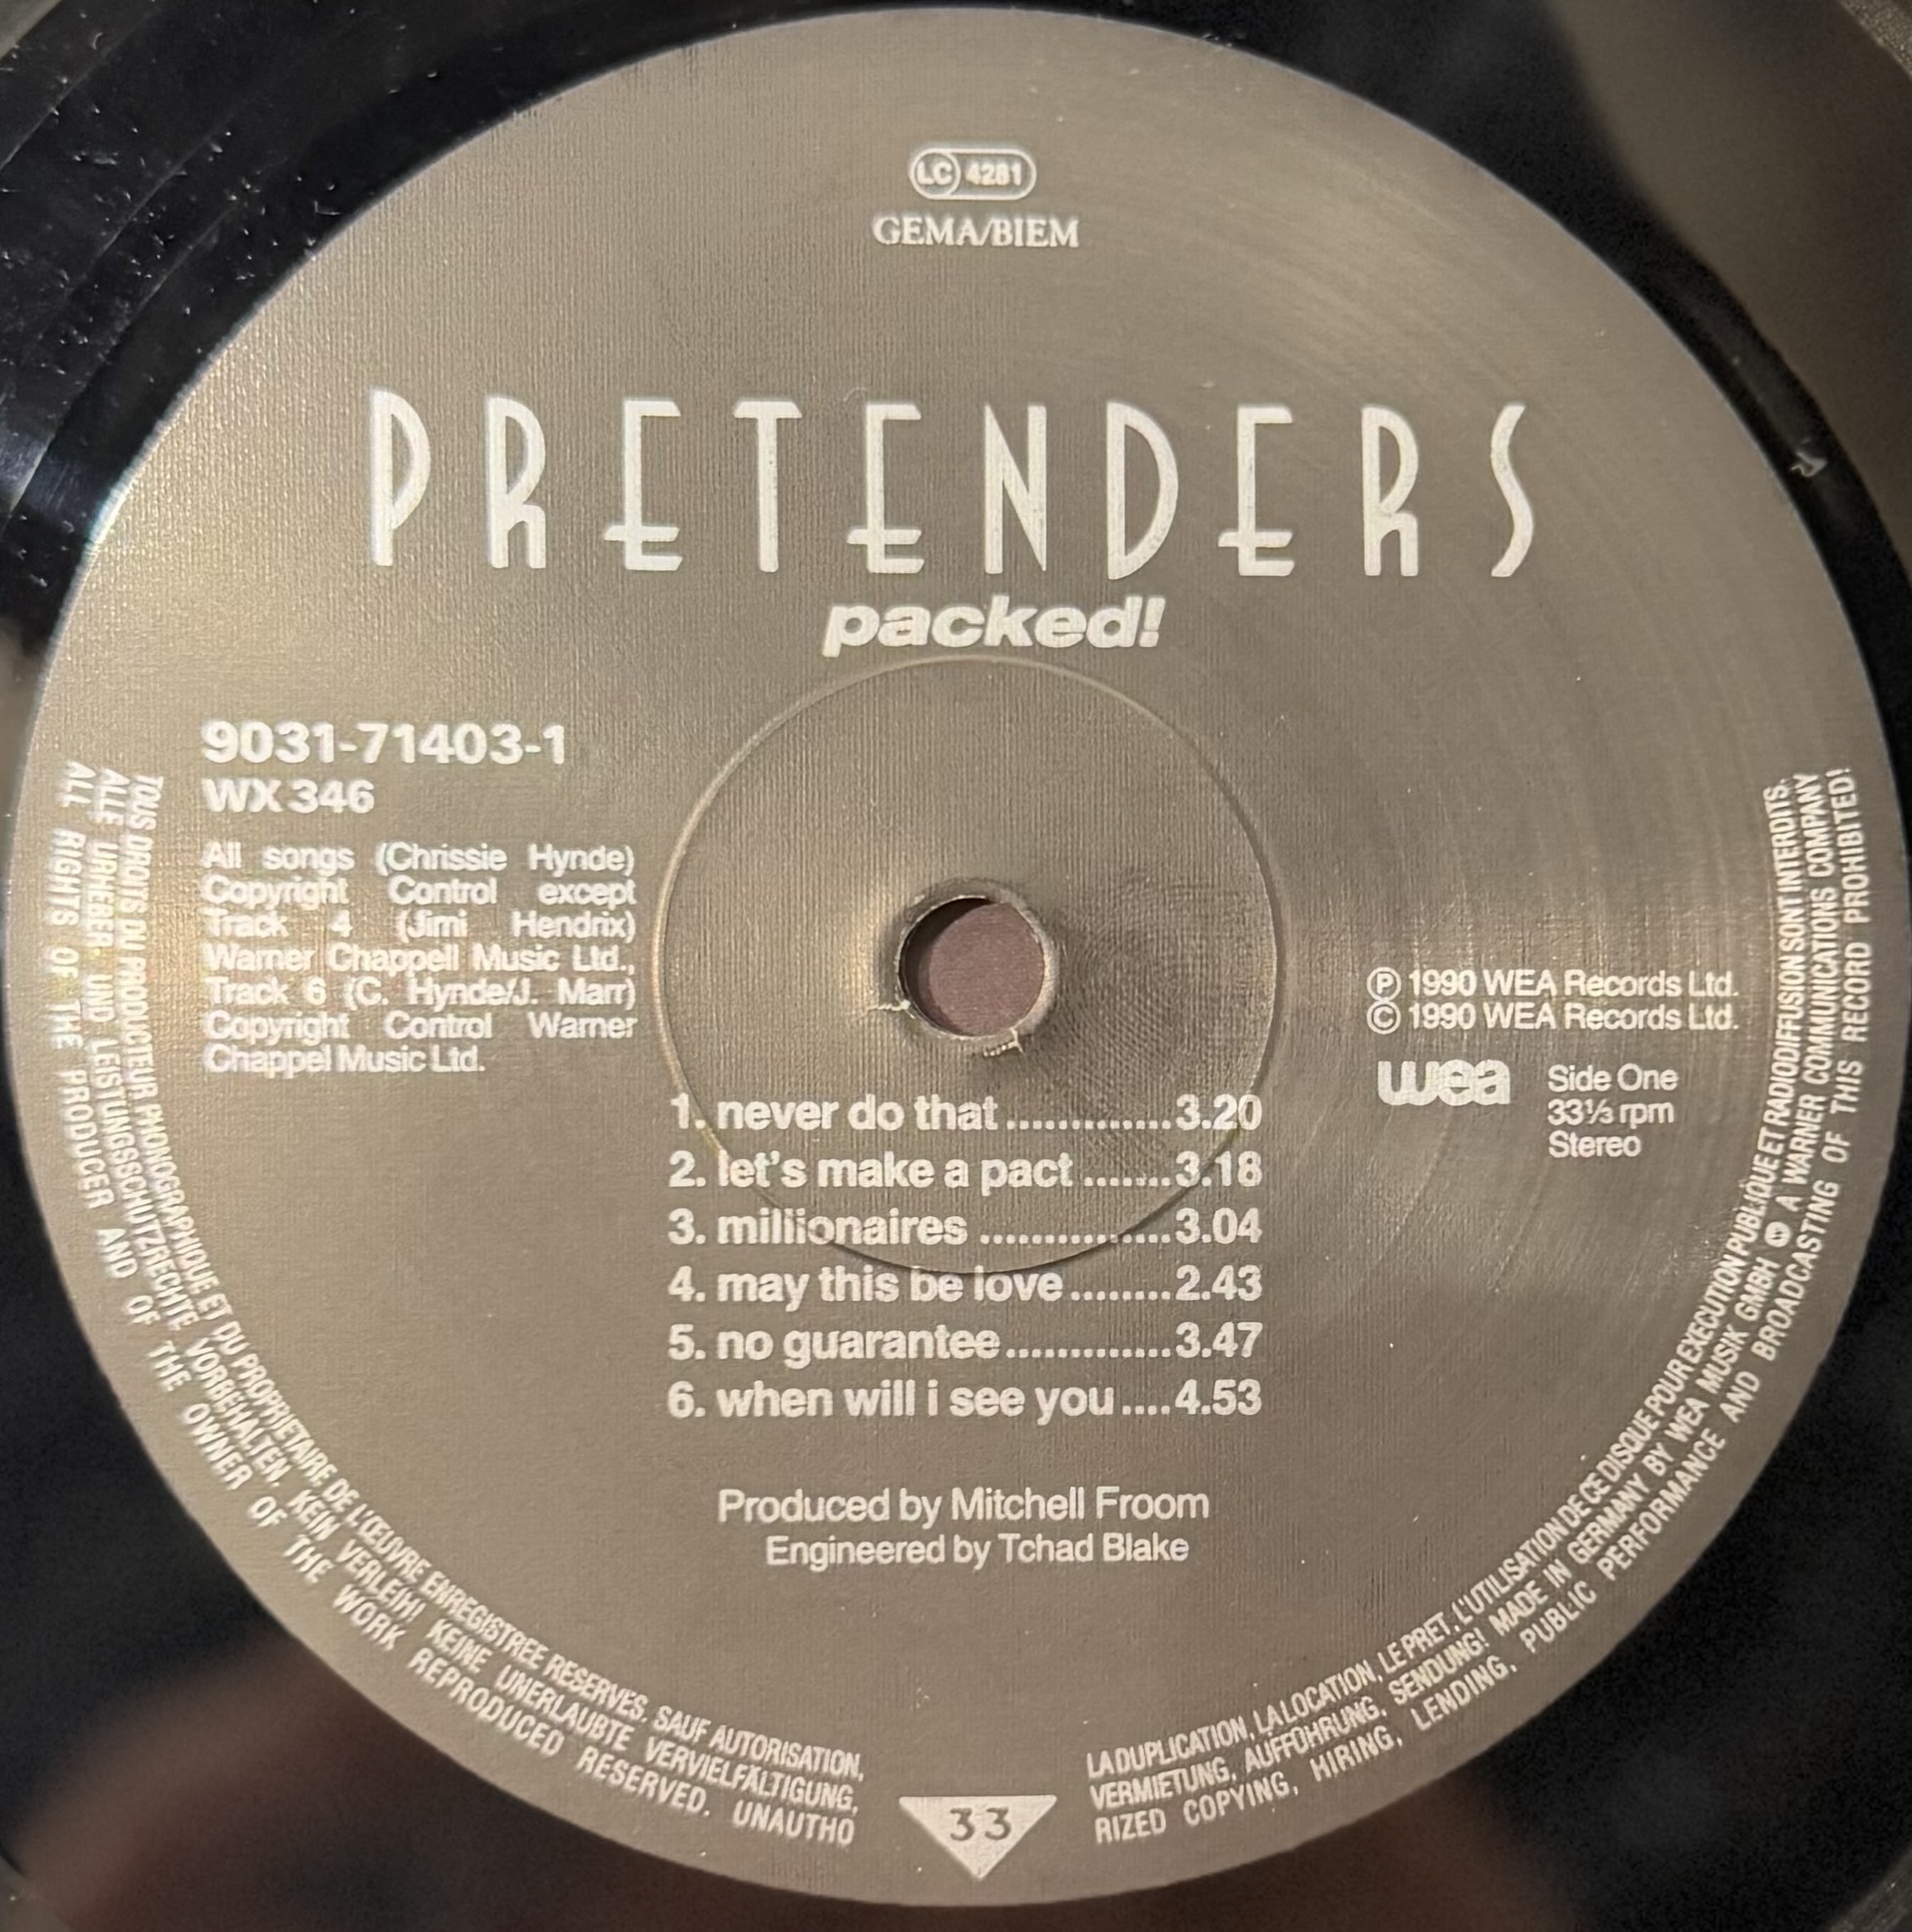 LC 4281
GEMA/BIEM
PRETENDERS
packed!
9031-71403-1
WX 346
All songs (Chrissie Hynde)
Copyright Control except
Track 4 (Jimi Hendrix)
Warner Chappell Music Ltd.,
Track 6 (C. Hynde/J. Marr)
Copyright Control Warner
Chappel Music Ltd.
Ⓟ 1990 WEA Records Ltd.
© 1990 WEA Records Ltd.
wea
Side One
33⅓ rpm
Stereo
1. never do that .............3.20
2. let's make a pact .......3.18
3. millionaires ...............3.04
4. may this be love ........2.43
5. no guarantee .............3.47
6. when will i see you ....4.53
Produced by Mitchell Froom
Engineered by Tchad Blake
TOUS DROITS DU PRODUCTEUR PHONOGRAPHIQUE ET DU PROPRIETAIRE DE L'ŒUVRE ENREGISTREE RESERVES. SAUF AUTORISATION, LA DUPLICATION, LA LOCATION, LE PRET, L'UTILISATION DE CE DISQUE POUR EXECUTION PUBLIQUE ET RADIODIFFUSION SONT INTERDITS.
ALLE URHEBER UND LEISTUNGSSCHUTZRECHTE VORBEHALTEN. KEIN VERLEIH! KEINE UNERLAUBTE VERVIELFÄLTIGUNG, VERMIETUNG, AUFFÜHRUNG, SENDUNG! MADE IN GERMANY BY WEA MUSIK GMBH A WARNER COMMUNICATIONS COMPANY
ALL RIGHTS OF THE PRODUCER AND OF THE OWNER OF THE WORK REPRODUCED RESERVED. UNAUTHO RIZED COPYING, HIRING, LENDING, PUBLIC PERFORMANCE AND BROADCASTING OF THIS RECORD PROHIBITED!
33